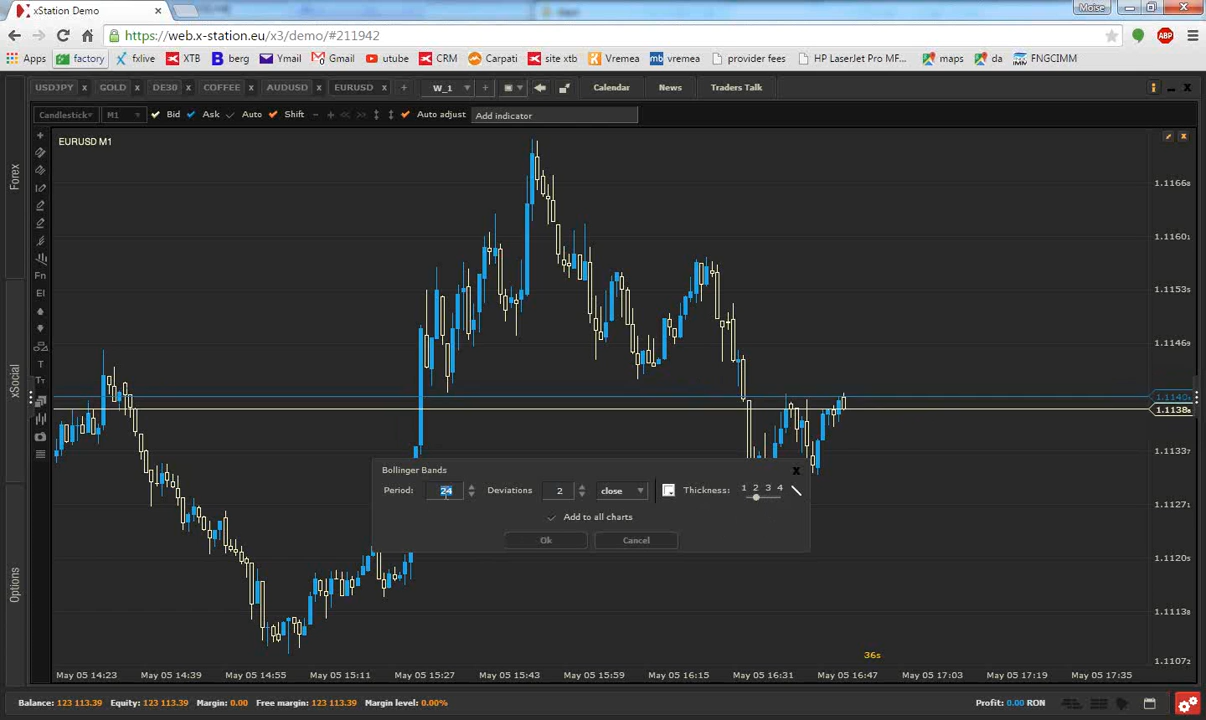 xStation Demo
Moise
https://web.x-station.eu/x3/demo/#211942
Apps factory fxlive berg Ymail Gmail utube CRM Carpati site xtb Vremea vremea provider fees HP LaserJet Pro MF... maps da FNGCIMM
USDJPY GOLD DE30 COFFEE AUDUSD EURUSD W_1 Calendar News Traders Talk
Candlestick M1 Bid Ask Auto Shift Auto adjust Add indicator
EURUSD M1
Forex
xSocial
Options
Fn
EI
T
1.1166
1.1160
1.1153
1.1146
1.1140
1.1138
1.1133
1.1127
1.1120
1.1113
1.1107
Bollinger Bands
Period: 24 Deviations 2 close Thickness: 1 2 3 4
Add to all charts
Ok Cancel
36s
May 05 14:23 May 05 14:39 May 05 14:55 May 05 15:11 May 05 15:27 May 05 15:43 May 05 15:59 May 05 16:15 May 05 16:31 May 05 16:47 May 05 17:03 May 05 17:19 May 05 17:35
Balance: 123 113.39 Equity: 123 113.39 Margin: 0.00 Free margin: 123 113.39 Margin level: 0.00% Profit: 0.00 RON